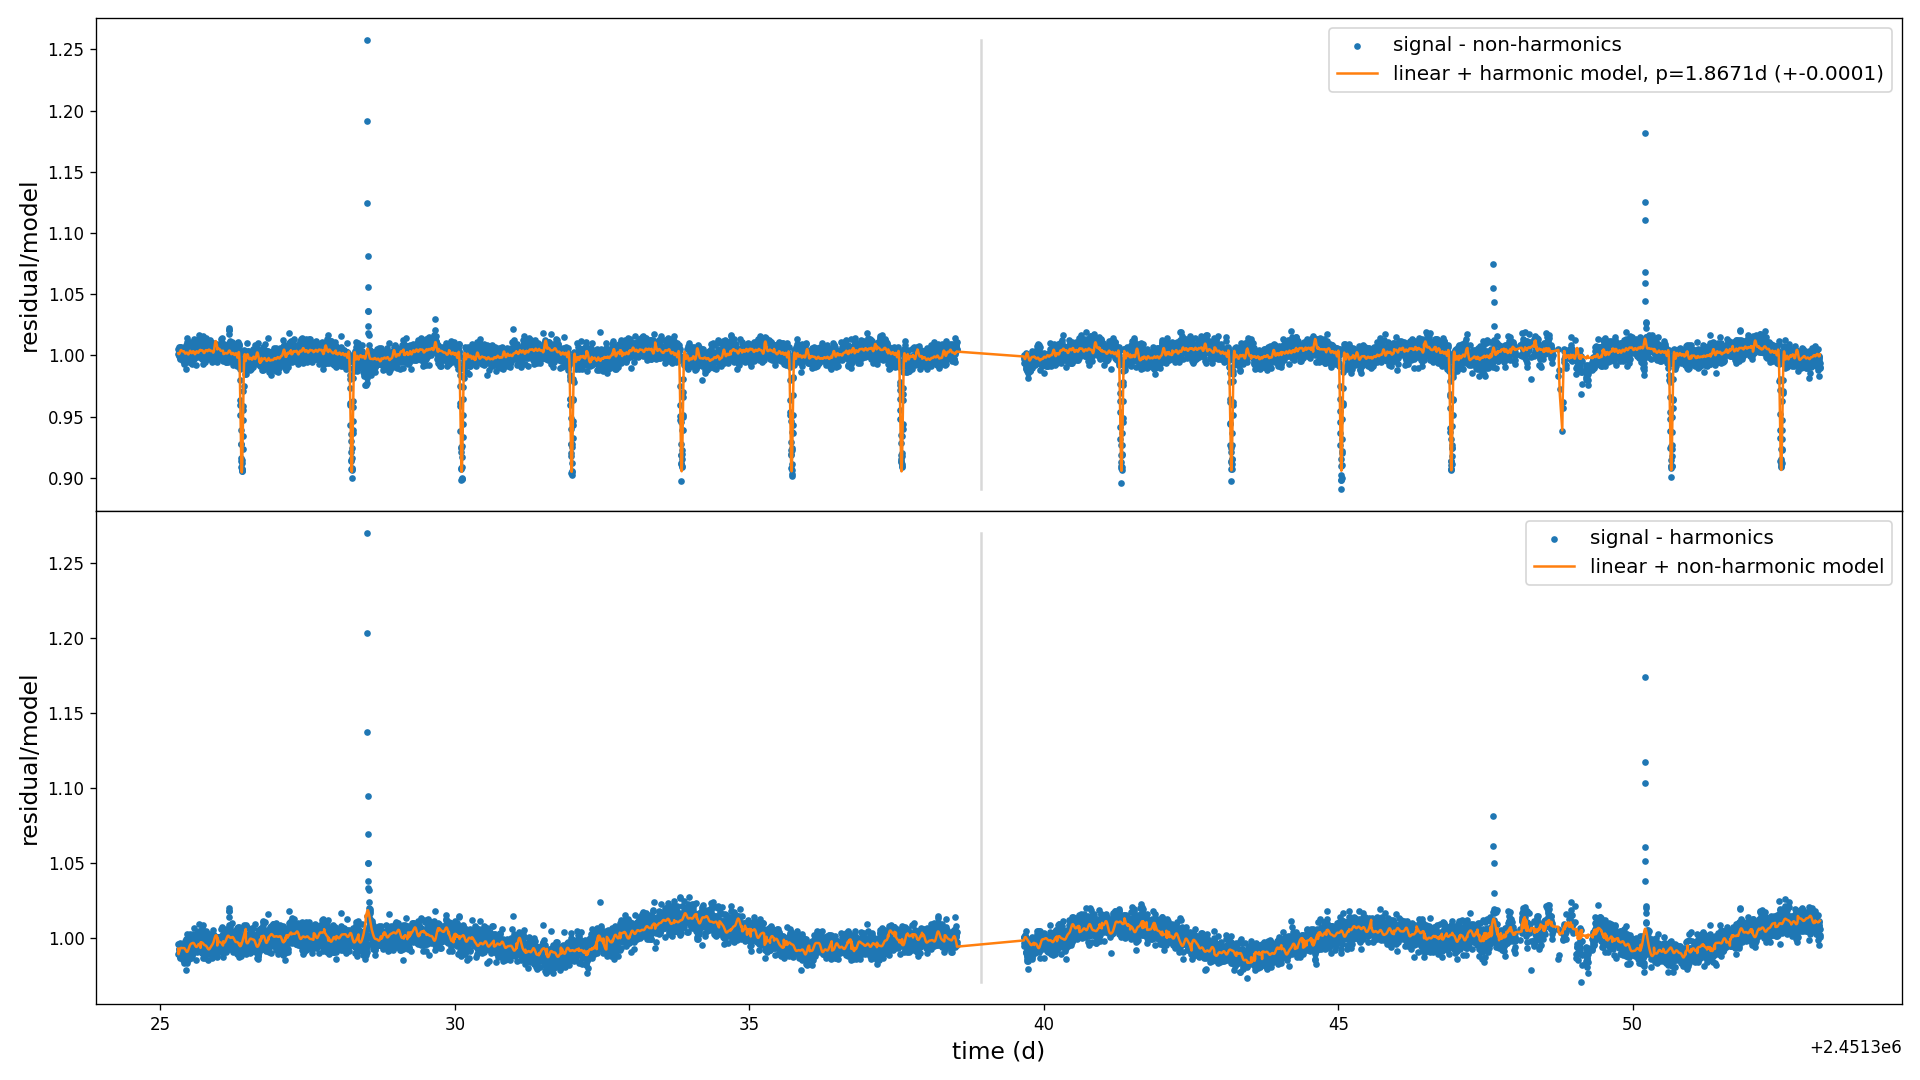 signal - non-harmonics
linear + harmonic model, p=1.8671d (+-0.0001)
residual/model
1.25
1.20
1.15
1.10
1.05
1.00
0.95
0.90
signal - harmonics
linear + non-harmonic model
residual/model
1.25
1.20
1.15
1.10
1.05
1.00
25 30 35 40 45 50
time (d)
+2.4513e6